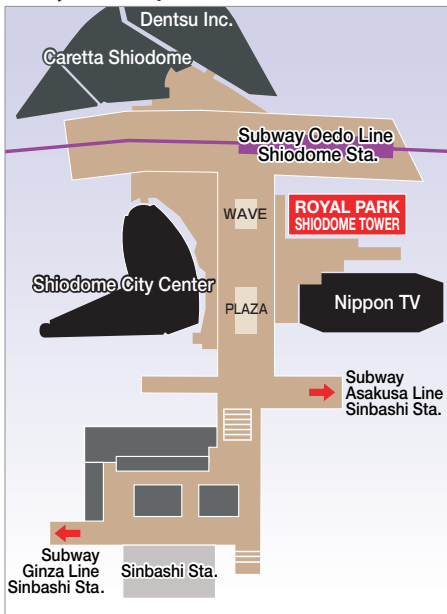 Dentsu Inc.
Caretta Shiodome
Subway Oedo Line
Shiodome Sta.
WAVE
ROYAL PARK
SHIODOME TOWER
Shiodome City Center
PLAZA
Nippon TV
Subway
Asakusa Line
Sinbashi Sta.
Subway
Ginza Line
Sinbashi Sta.
Sinbashi Sta.